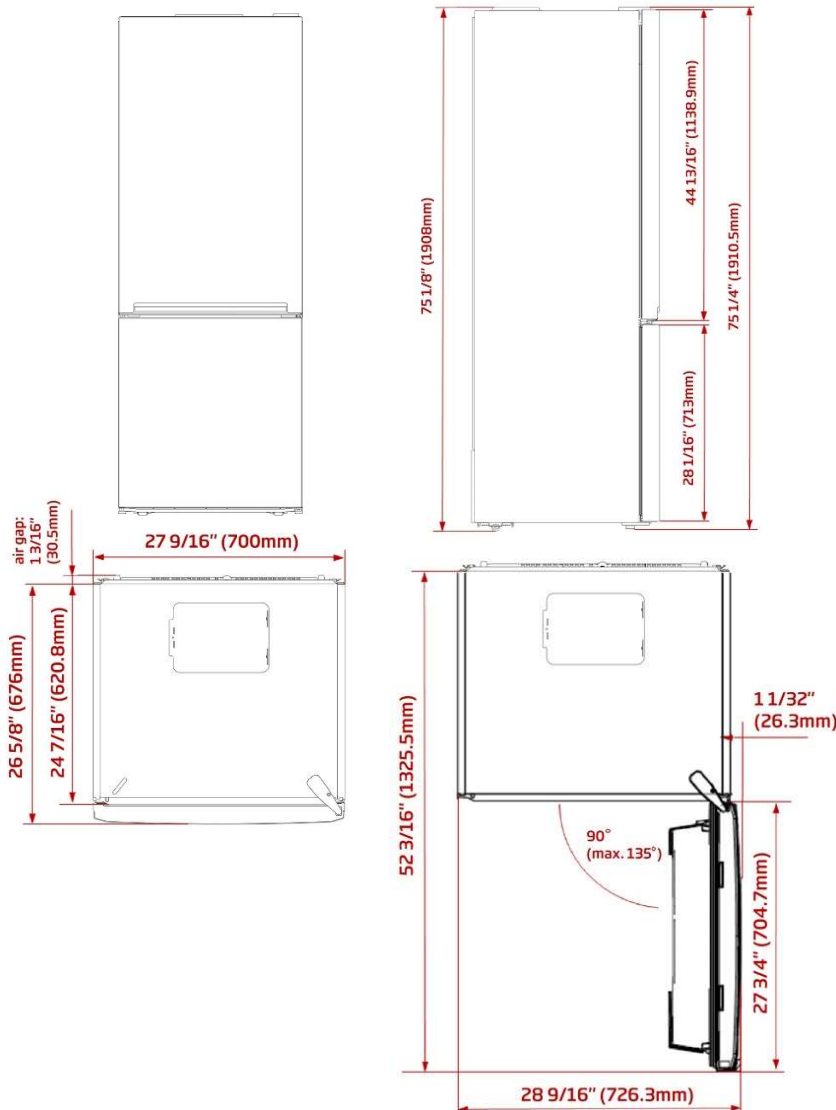 75 1/8" (1908mm)
44 13/16" (1138.9mm)
75 1/4" (1910.5mm)
28 1/16" (713mm)
air gap:
1 3/16"
(30.5mm)
27 9/16" (700mm)
26 5/8" (676mm)
24 7/16" (620.8mm)
52 3/16" (1325.5mm)
1 1/32"
(26.3mm)
90°
(max. 135°)
27 3/4" (704.7mm)
28 9/16" (726.3mm)